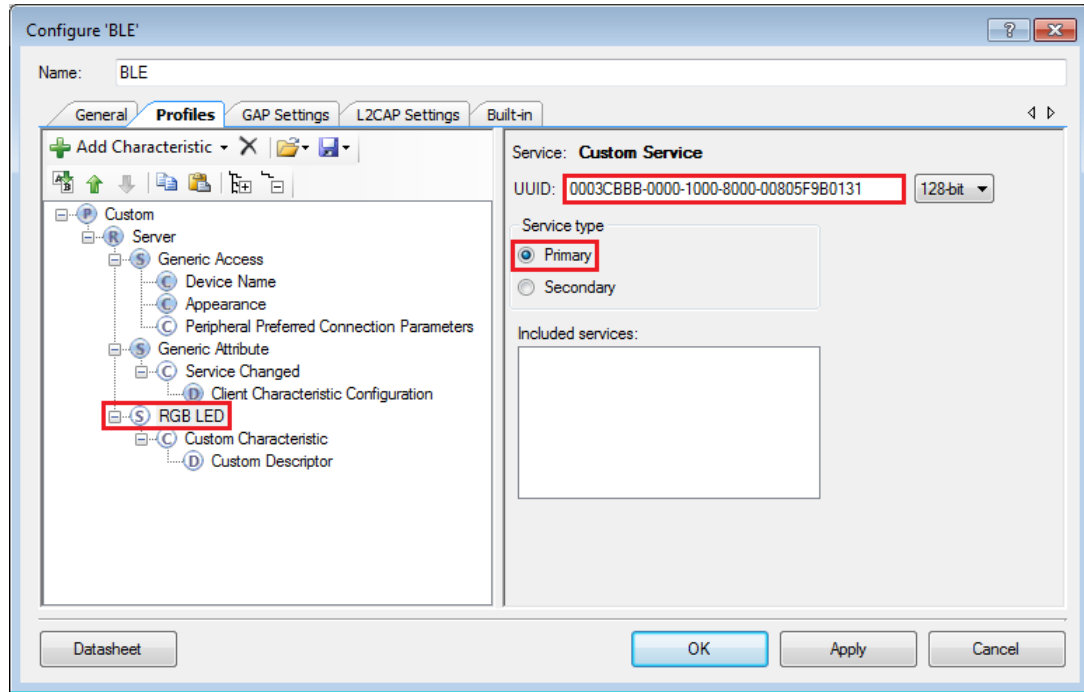 Configure 'BLE'
Name: BLE
General Profiles GAP Settings L2CAP Settings Built-in
Add Characteristic
P Custom
R Server
S Generic Access
C Device Name
C Appearance
C Peripheral Preferred Connection Parameters
S Generic Attribute
C Service Changed
D Client Characteristic Configuration
S RGB LED
C Custom Characteristic
D Custom Descriptor
Service: Custom Service
UUID: 0003CBBB-0000-1000-8000-00805F9B0131 128-bit
Service type
Primary
Secondary
Included services:
Datasheet OK Apply Cancel